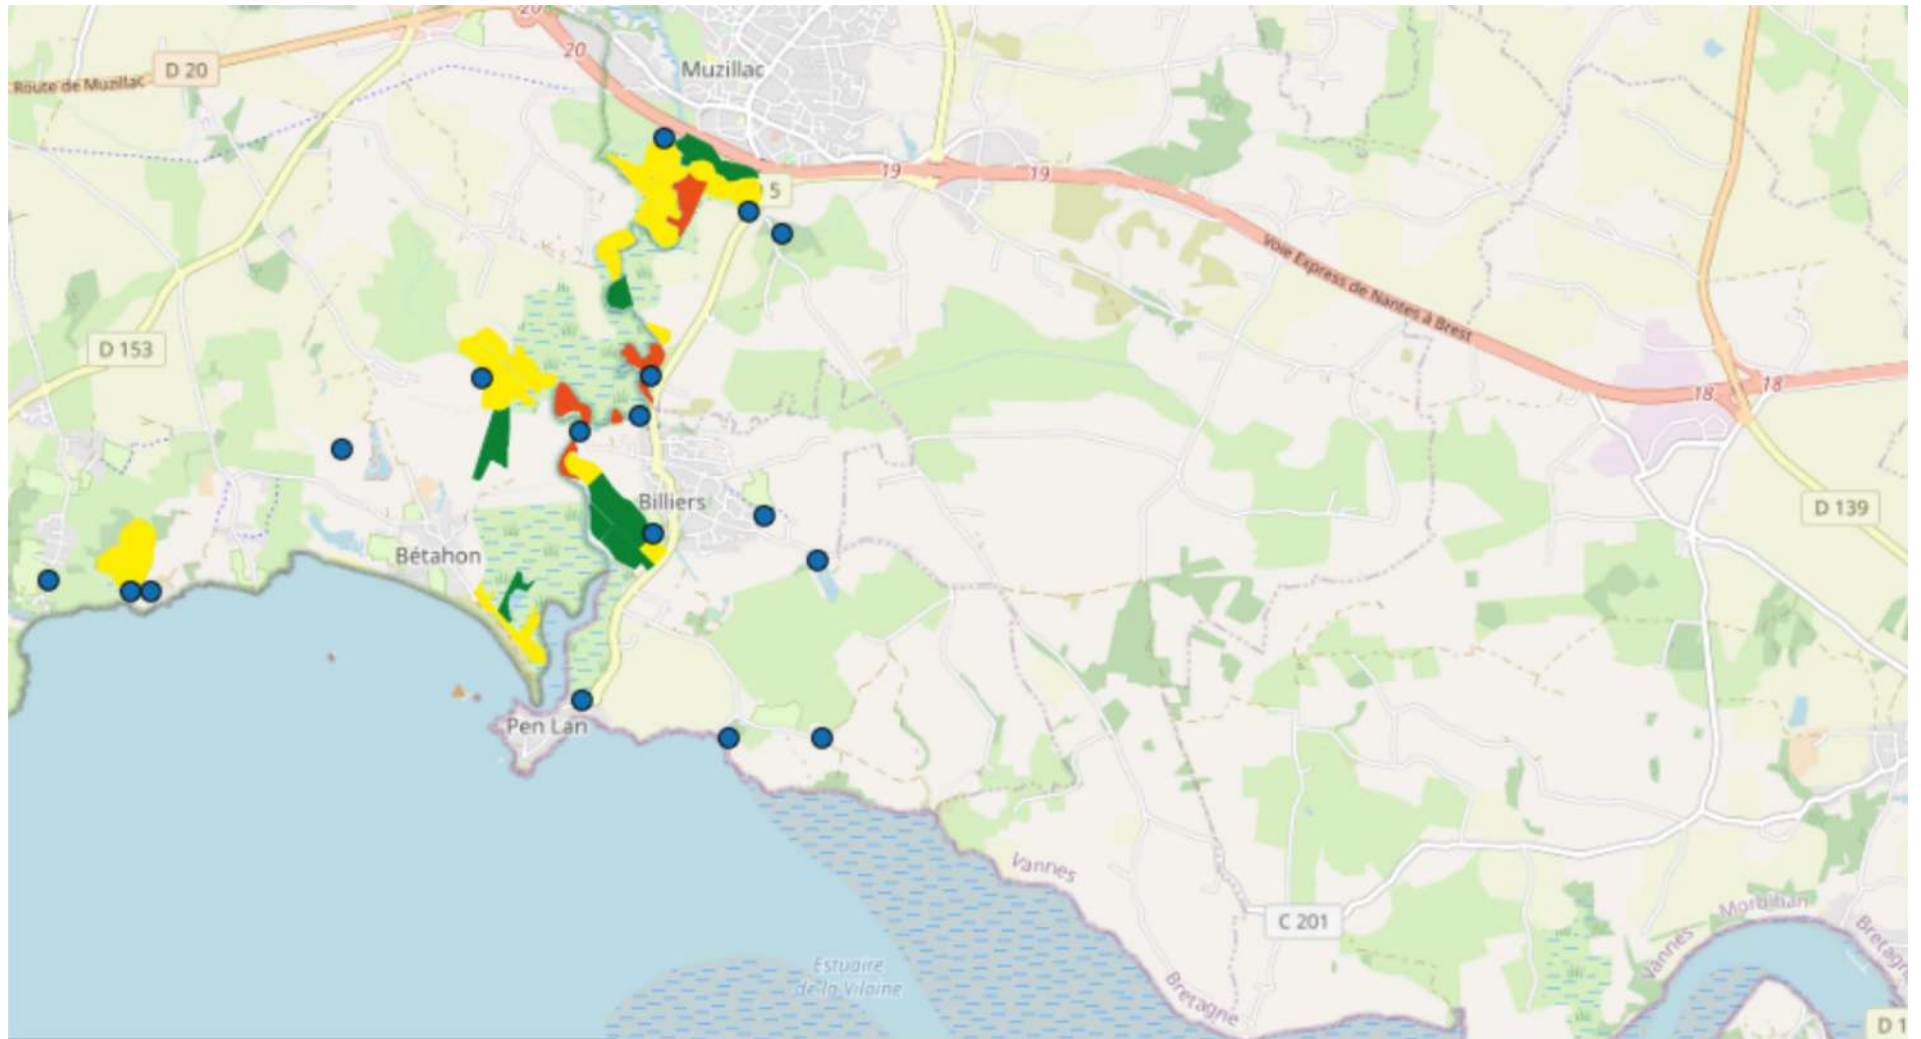 20
20
Muzillac
D 20
Route de Muzillac
5
19
19
Voie Express de Nantes à Brest
D 153
18
18
Billiers
D 139
Bétahon
Pen Lan
Vannes
Morbihan
C 201
Vannes
Bretagne
Estuaire
de la Vilaine
Bretagne
D 1